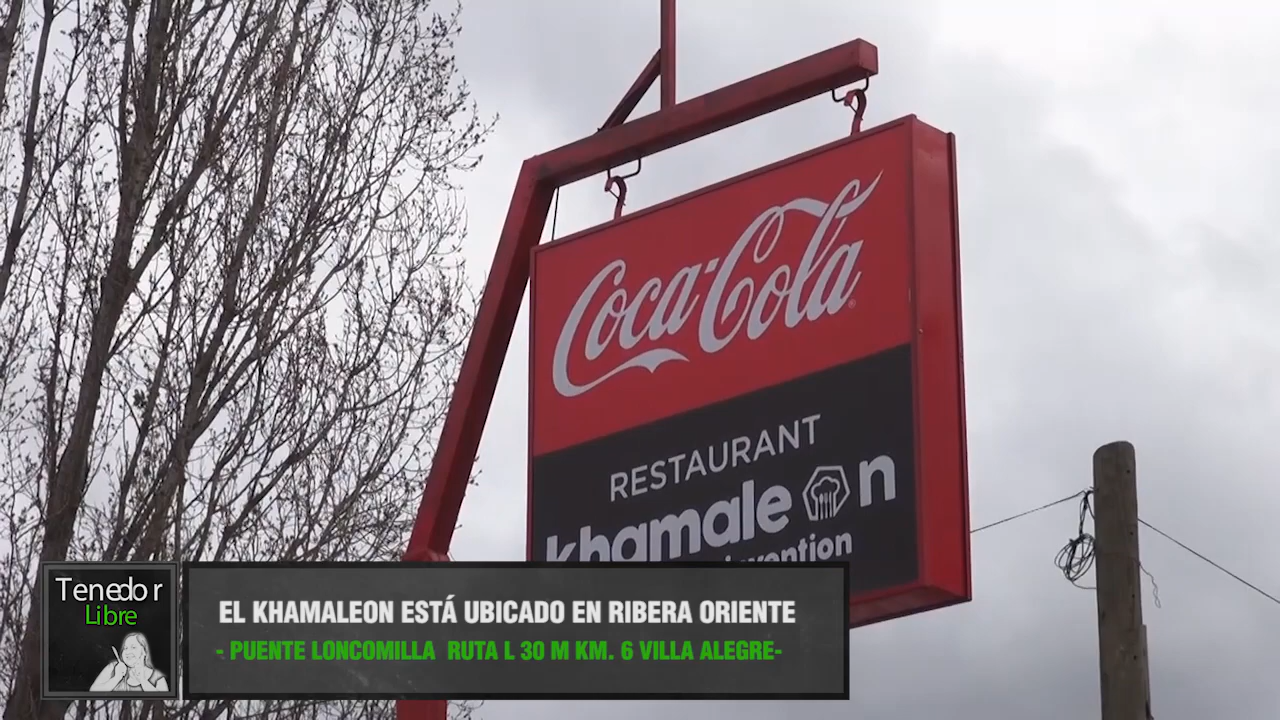 Coca-Cola
RESTAURANT
khamaleon
Tenedor
Libre
EL KHAMALEON ESTÁ UBICADO EN RIBERA ORIENTE
- PUENTE LONCOMILLA RUTA L 30 M KM. 6 VILLA ALEGRE-